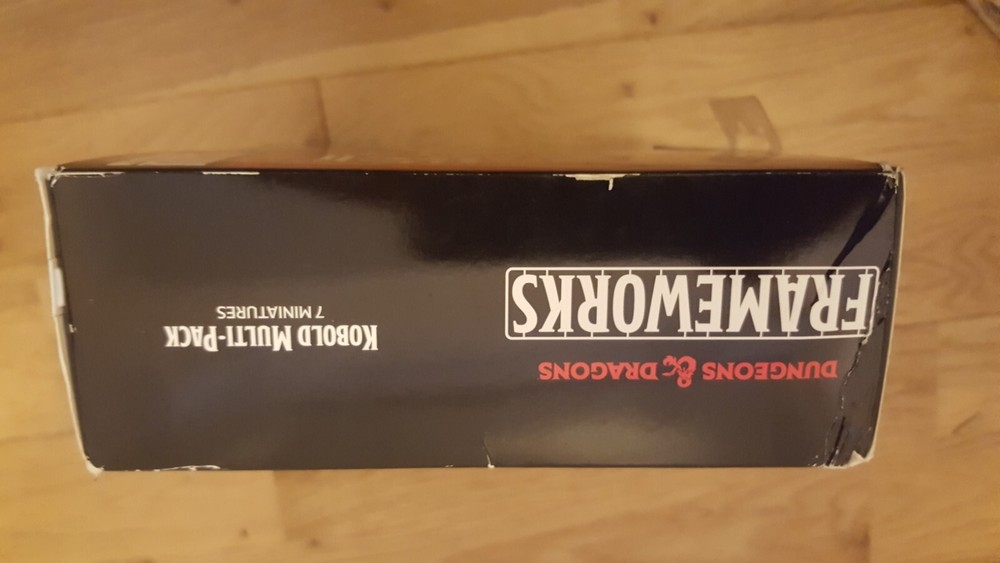 DUNGEONS & DRAGONS
FRAMEWORKS
KOBOLD MULTI-PACK
7 MINIATURES